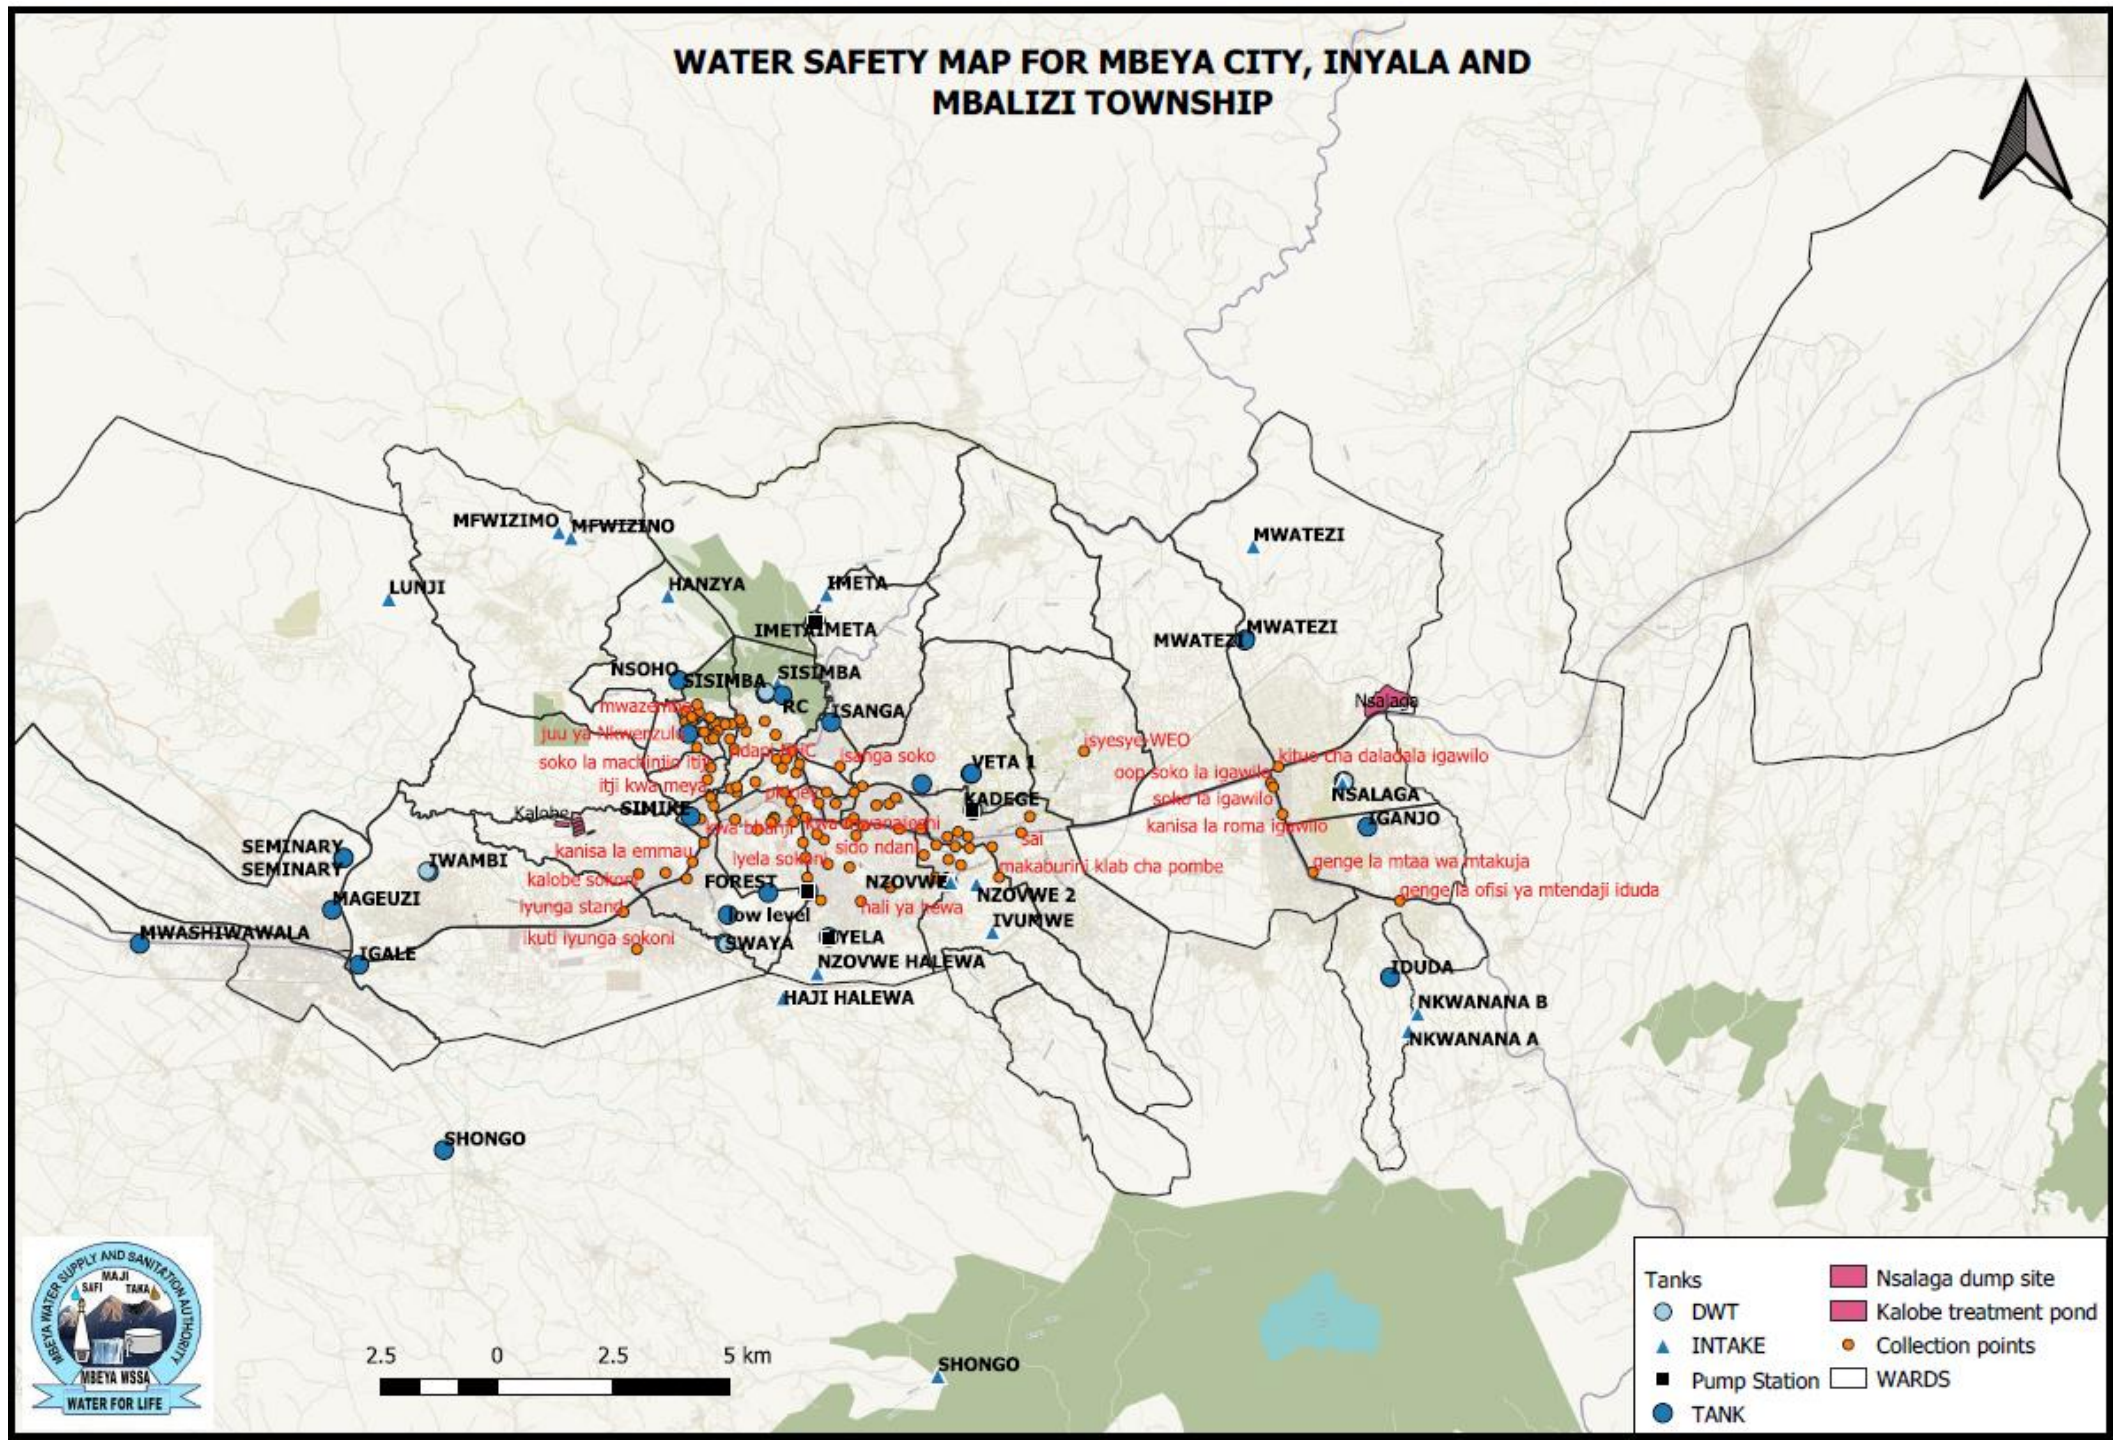 WATER SAFETY MAP FOR MBEYA CITY, INYALA AND
MBALIZI TOWNSHIP
MFWIZIMO
MFWIZINO
MWATEZI
LUNJI
HANZYA
IMETA
IMETA
IMETA
MWATEZI
MWATEZI
NSOHO
SISIMBA
SISIMBA
RC
ISANGA
Nsalaga
juu ya Nkwenzulu
isanga soko
isyesye WEO
kituo cha daladala igawilo
soko la machinjio itiji
VETA 1
oop soko la igawilo
itji kwa meya
KADEGE
soko la igawilo
NSALAGA
Kalobe
SIMIKE
kanisa la roma igawilo
IGANJO
sai
SEMINARY
SEMINARY
IWAMBI
kanisa la emmau
iyela sokoni
sido ndani
makaburini klab cha pombe
genge la mtaa wa mtakuja
kalobe sokoni
FOREST
NZOVWE
NZOVWE 2
genge la ofisi ya mtendaji iduda
MAGEUZI
iyunga stand
low level
hali ya hewa
IVUMWE
MWASHIWAWALA
ikuti iyunga sokoni
SWAYA
IYELA
IGALE
NZOVWE HALEWA
IDUDA
HAJI HALEWA
NKWANANA B
NKWANANA A
SHONGO
SHONGO
MBEYA WATER SUPPLY AND SANITATION AUTHORITY
MAJI
SAFI TAKA
MBEYA WSSA
WATER FOR LIFE
2.5 0 2.5 5 km
Tanks
DWT
INTAKE
Pump Station
TANK
Nsalaga dump site
Kalobe treatment pond
Collection points
WARDS